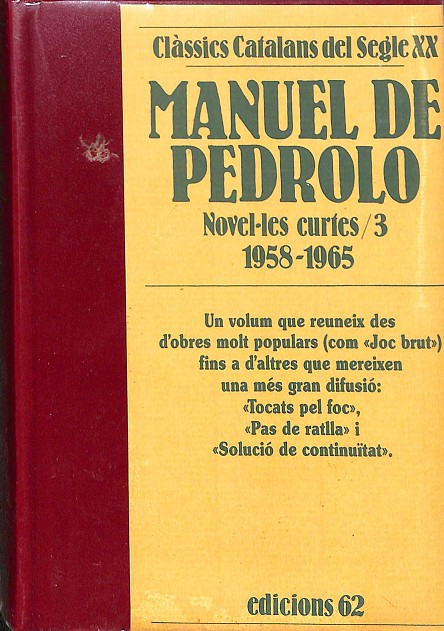 Clàssics Catalans del Segle XX
MANUEL DE
PEDROLO
Novel·les curtes/3
1958-1965
Un volum que reuneix des
d'obres molt populars (com «Joc brut»)
fins a d'altres que mereixen
una més gran difusió:
«Tocats pel foc»,
«Pas de ratlla» i
«Solució de continuïtat».
edicions 62